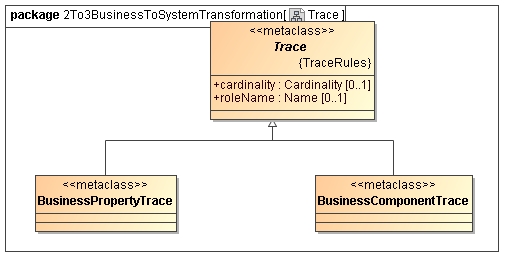 package 2To3BusinessToSystemTransformation[ Trace ]
<<metaclass>>
Trace
{TraceRules}
+cardinality : Cardinality [0..1]
+roleName : Name [0..1]
<<metaclass>>
BusinessPropertyTrace
<<metaclass>>
BusinessComponentTrace